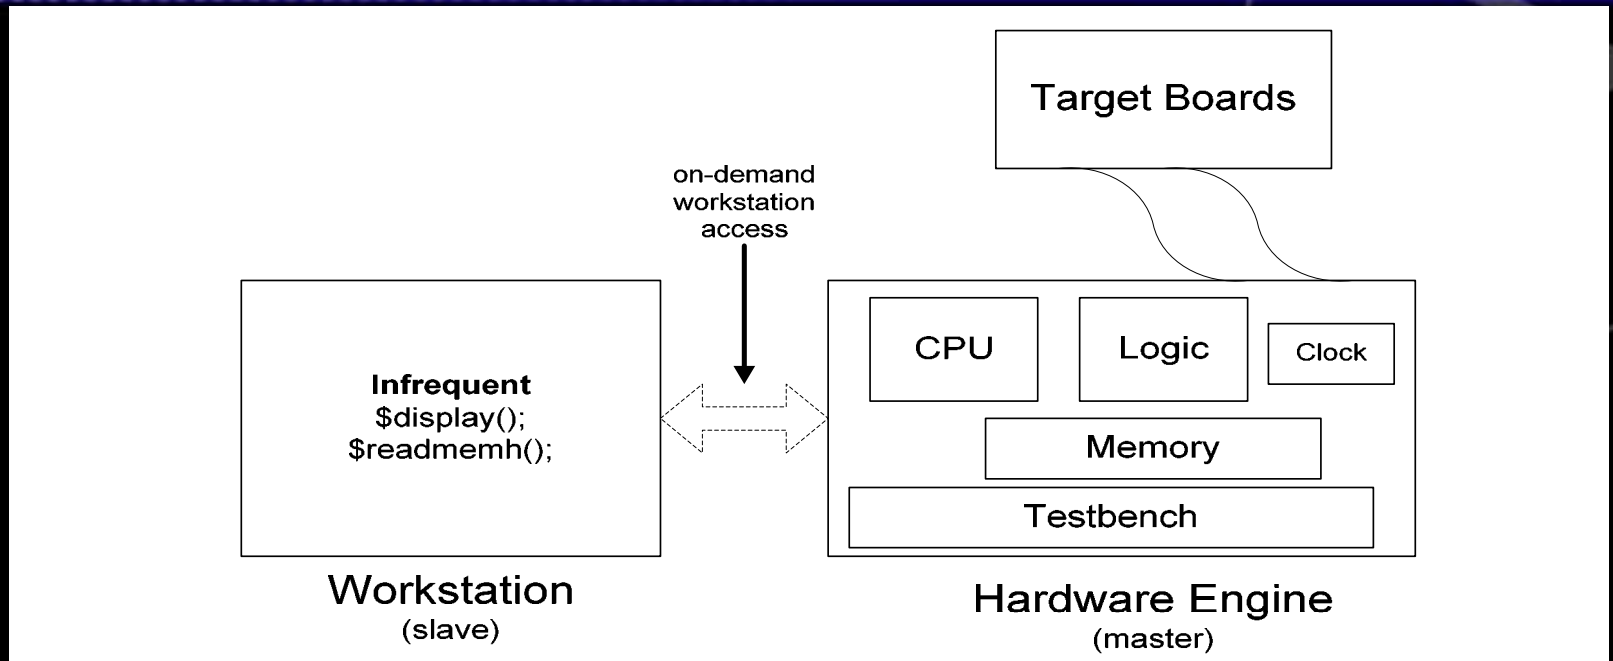 Target Boards
on-demand
workstation
access
Infrequent
$display();
$readmemh();
CPU
Logic
Clock
Memory
Testbench
Workstation
(slave)
Hardware Engine
(master)